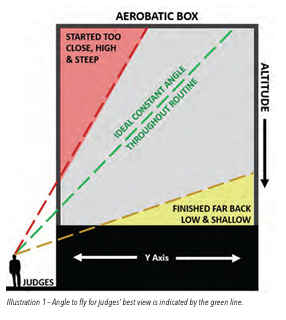 AEROBATIC BOX
STARTED TOO
CLOSE, HIGH
& STEEP
IDEAL CONSTANT ANGLE
THROUGHOUT ROUTINE
ALTITUDE
FINISHED FAR BACK
LOW & SHALLOW
Y Axis
JUDGES
Illustration 1 - Angle to fly for judges' best view is indicated by the green line.